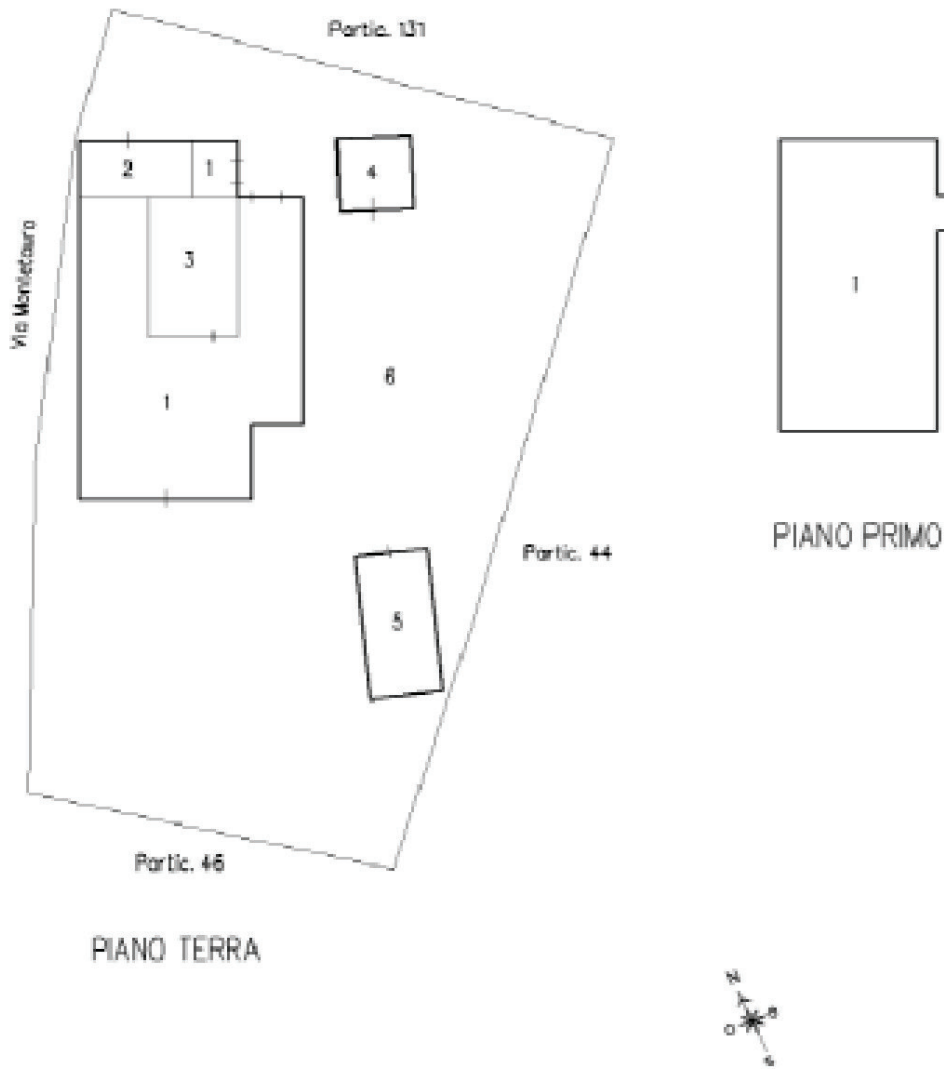 Partic. 131
2
1
4
3
1
Via Montetauro
1
6
PIANO PRIMO
Partic. 44
5
Partic. 46
PIANO TERRA
N
O
S